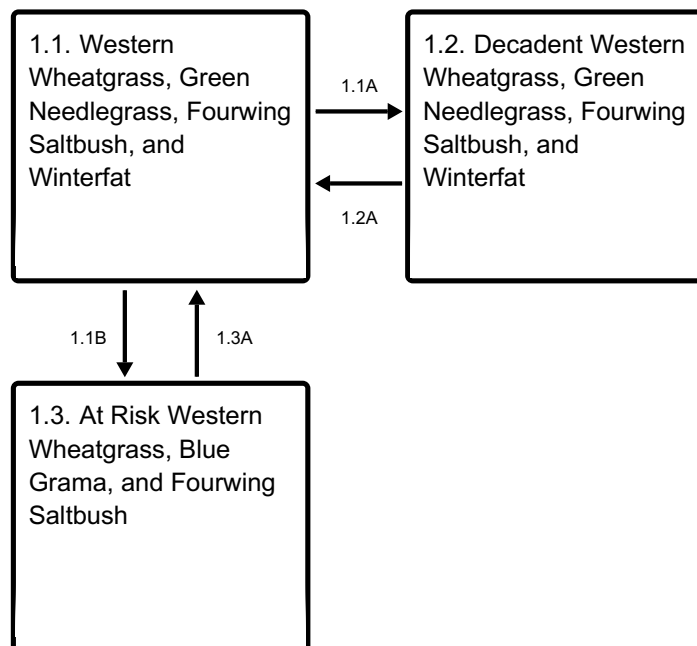 1.1. Western
Wheatgrass, Green
Needlegrass, Fourwing
Saltbush, and
Winterfat
1.1A
1.2A
1.2. Decadent Western
Wheatgrass, Green
Needlegrass, Fourwing
Saltbush, and
Winterfat
1.1B
1.3A
1.3. At Risk Western
Wheatgrass, Blue
Grama, and Fourwing
Saltbush